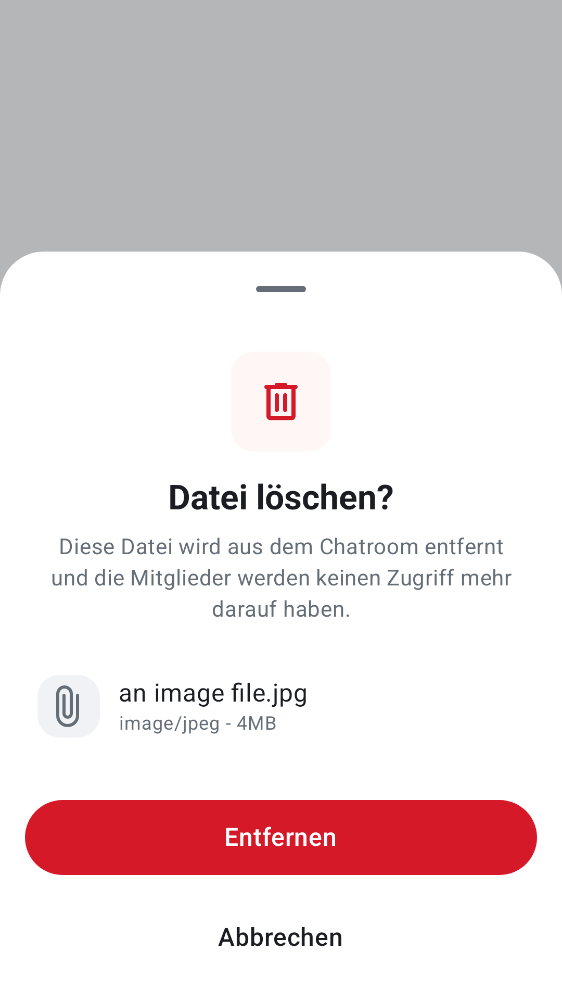 Datei löschen?
Diese Datei wird aus dem Chatroom entfernt
und die Mitglieder werden keinen Zugriff mehr
darauf haben.
an image file.jpg
image/jpeg - 4MB
Entfernen
Abbrechen